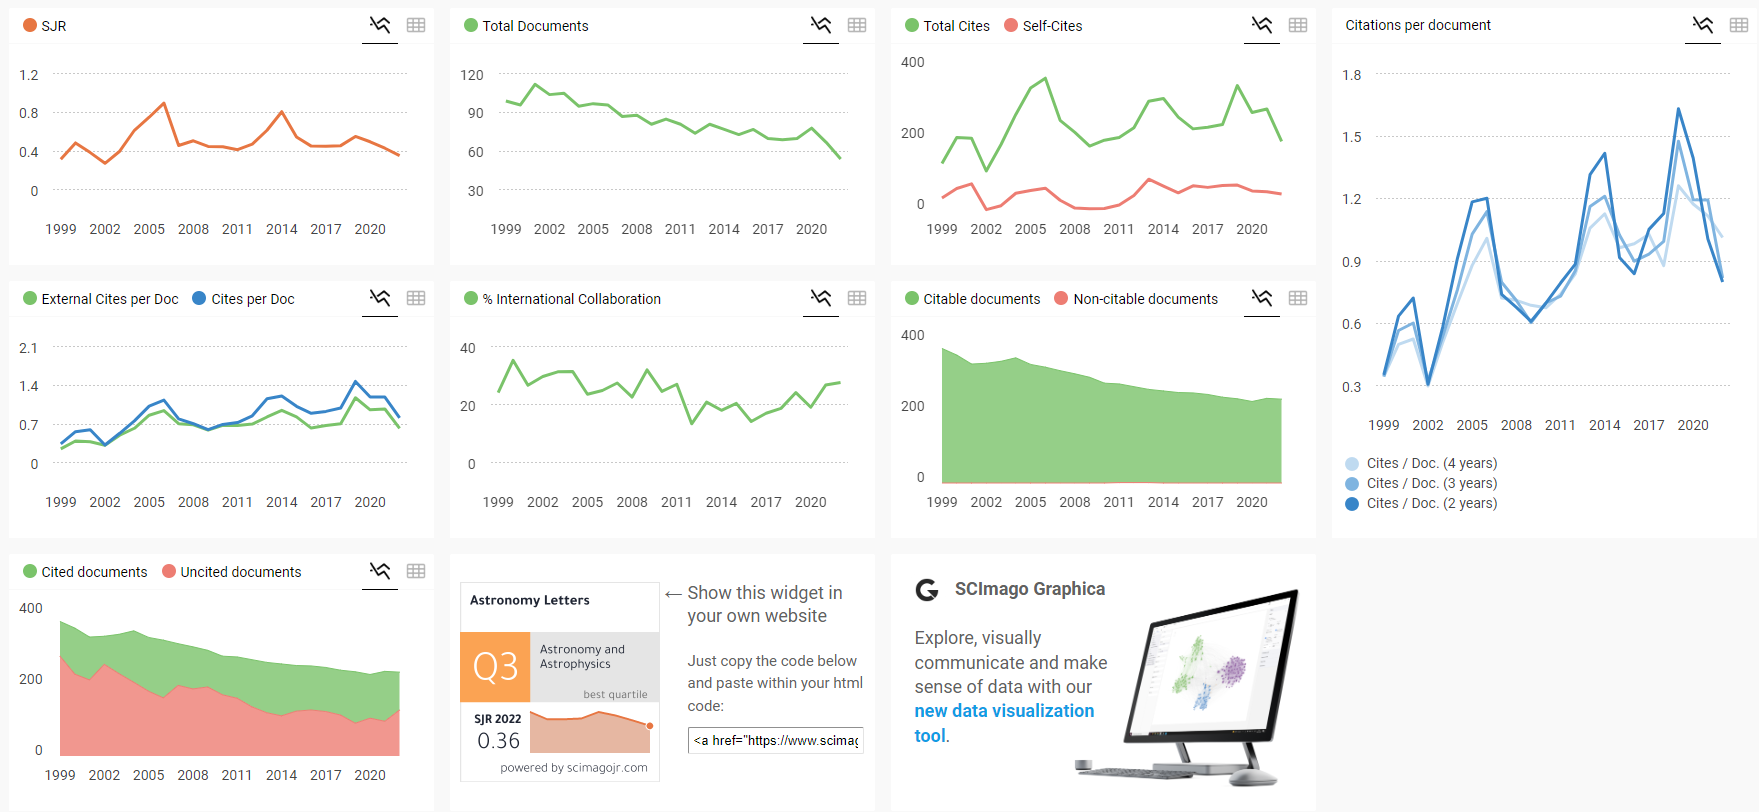 SJR
1.2
0.8
0.4
0
1999 2002 2005 2008 2011 2014 2017 2020
Total Documents
120
90
60
30
1999 2002 2005 2008 2011 2014 2017 2020
Total Cites Self-Cites
400
200
0
1999 2002 2005 2008 2011 2014 2017 2020
Citations per document
1.8
1.5
1.2
0.9
0.6
0.3
1999 2002 2005 2008 2011 2014 2017 2020
Cites / Doc. (4 years)
Cites / Doc. (3 years)
Cites / Doc. (2 years)
External Cites per Doc Cites per Doc
2.1
1.4
0.7
0
1999 2002 2005 2008 2011 2014 2017 2020
% International Collaboration
40
20
0
1999 2002 2005 2008 2011 2014 2017 2020
Citable documents Non-citable documents
400
200
0
1999 2002 2005 2008 2011 2014 2017 2020
Cited documents Uncited documents
400
200
0
1999 2002 2005 2008 2011 2014 2017 2020
Astronomy Letters
Q3
Astronomy and
Astrophysics
best quartile
SJR 2022
0.36
powered by scimagojr.com
← Show this widget in
your own website
Just copy the code below
and paste within your html
code:
<a href="https://www.scimag
SCImago Graphica
Explore, visually
communicate and make
sense of data with our
new data visualization
tool.